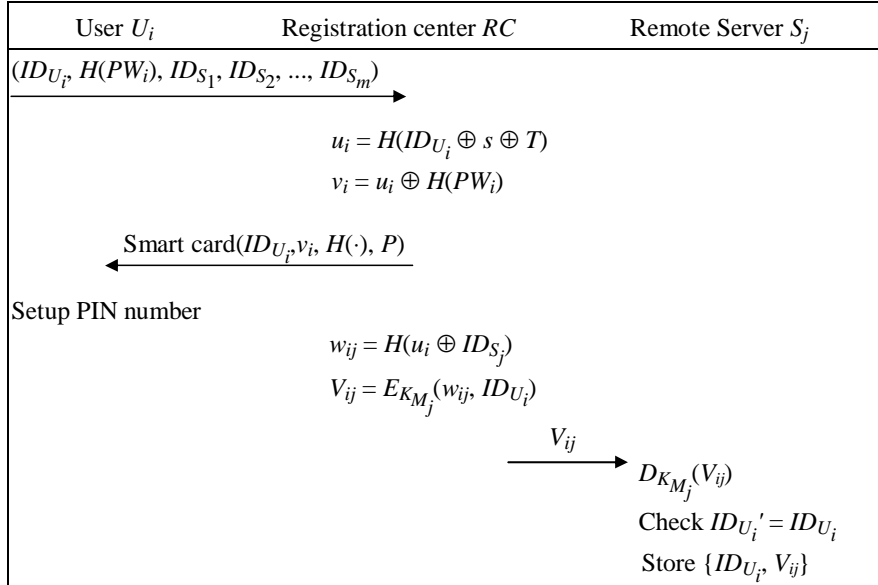 User U_i Registration center RC Remote Server S_j
(ID_{U_i}, H(PW_i), ID_{S_1}, ID_{S_2}, ..., ID_{S_m})
u_i = H(ID_{U_i} ⊕ s ⊕ T)
v_i = u_i ⊕ H(PW_i)
Smart card(ID_{U_i},v_i, H(·), P)
Setup PIN number
w_{ij} = H(u_i ⊕ ID_{S_j})
V_{ij} = E_{K_{M_j}}(w_{ij}, ID_{U_i})
V_{ij}
D_{K_{M_j}}(V_{ij})
Check ID_{U_i}' = ID_{U_i}
Store {ID_{U_i}, V_{ij}}